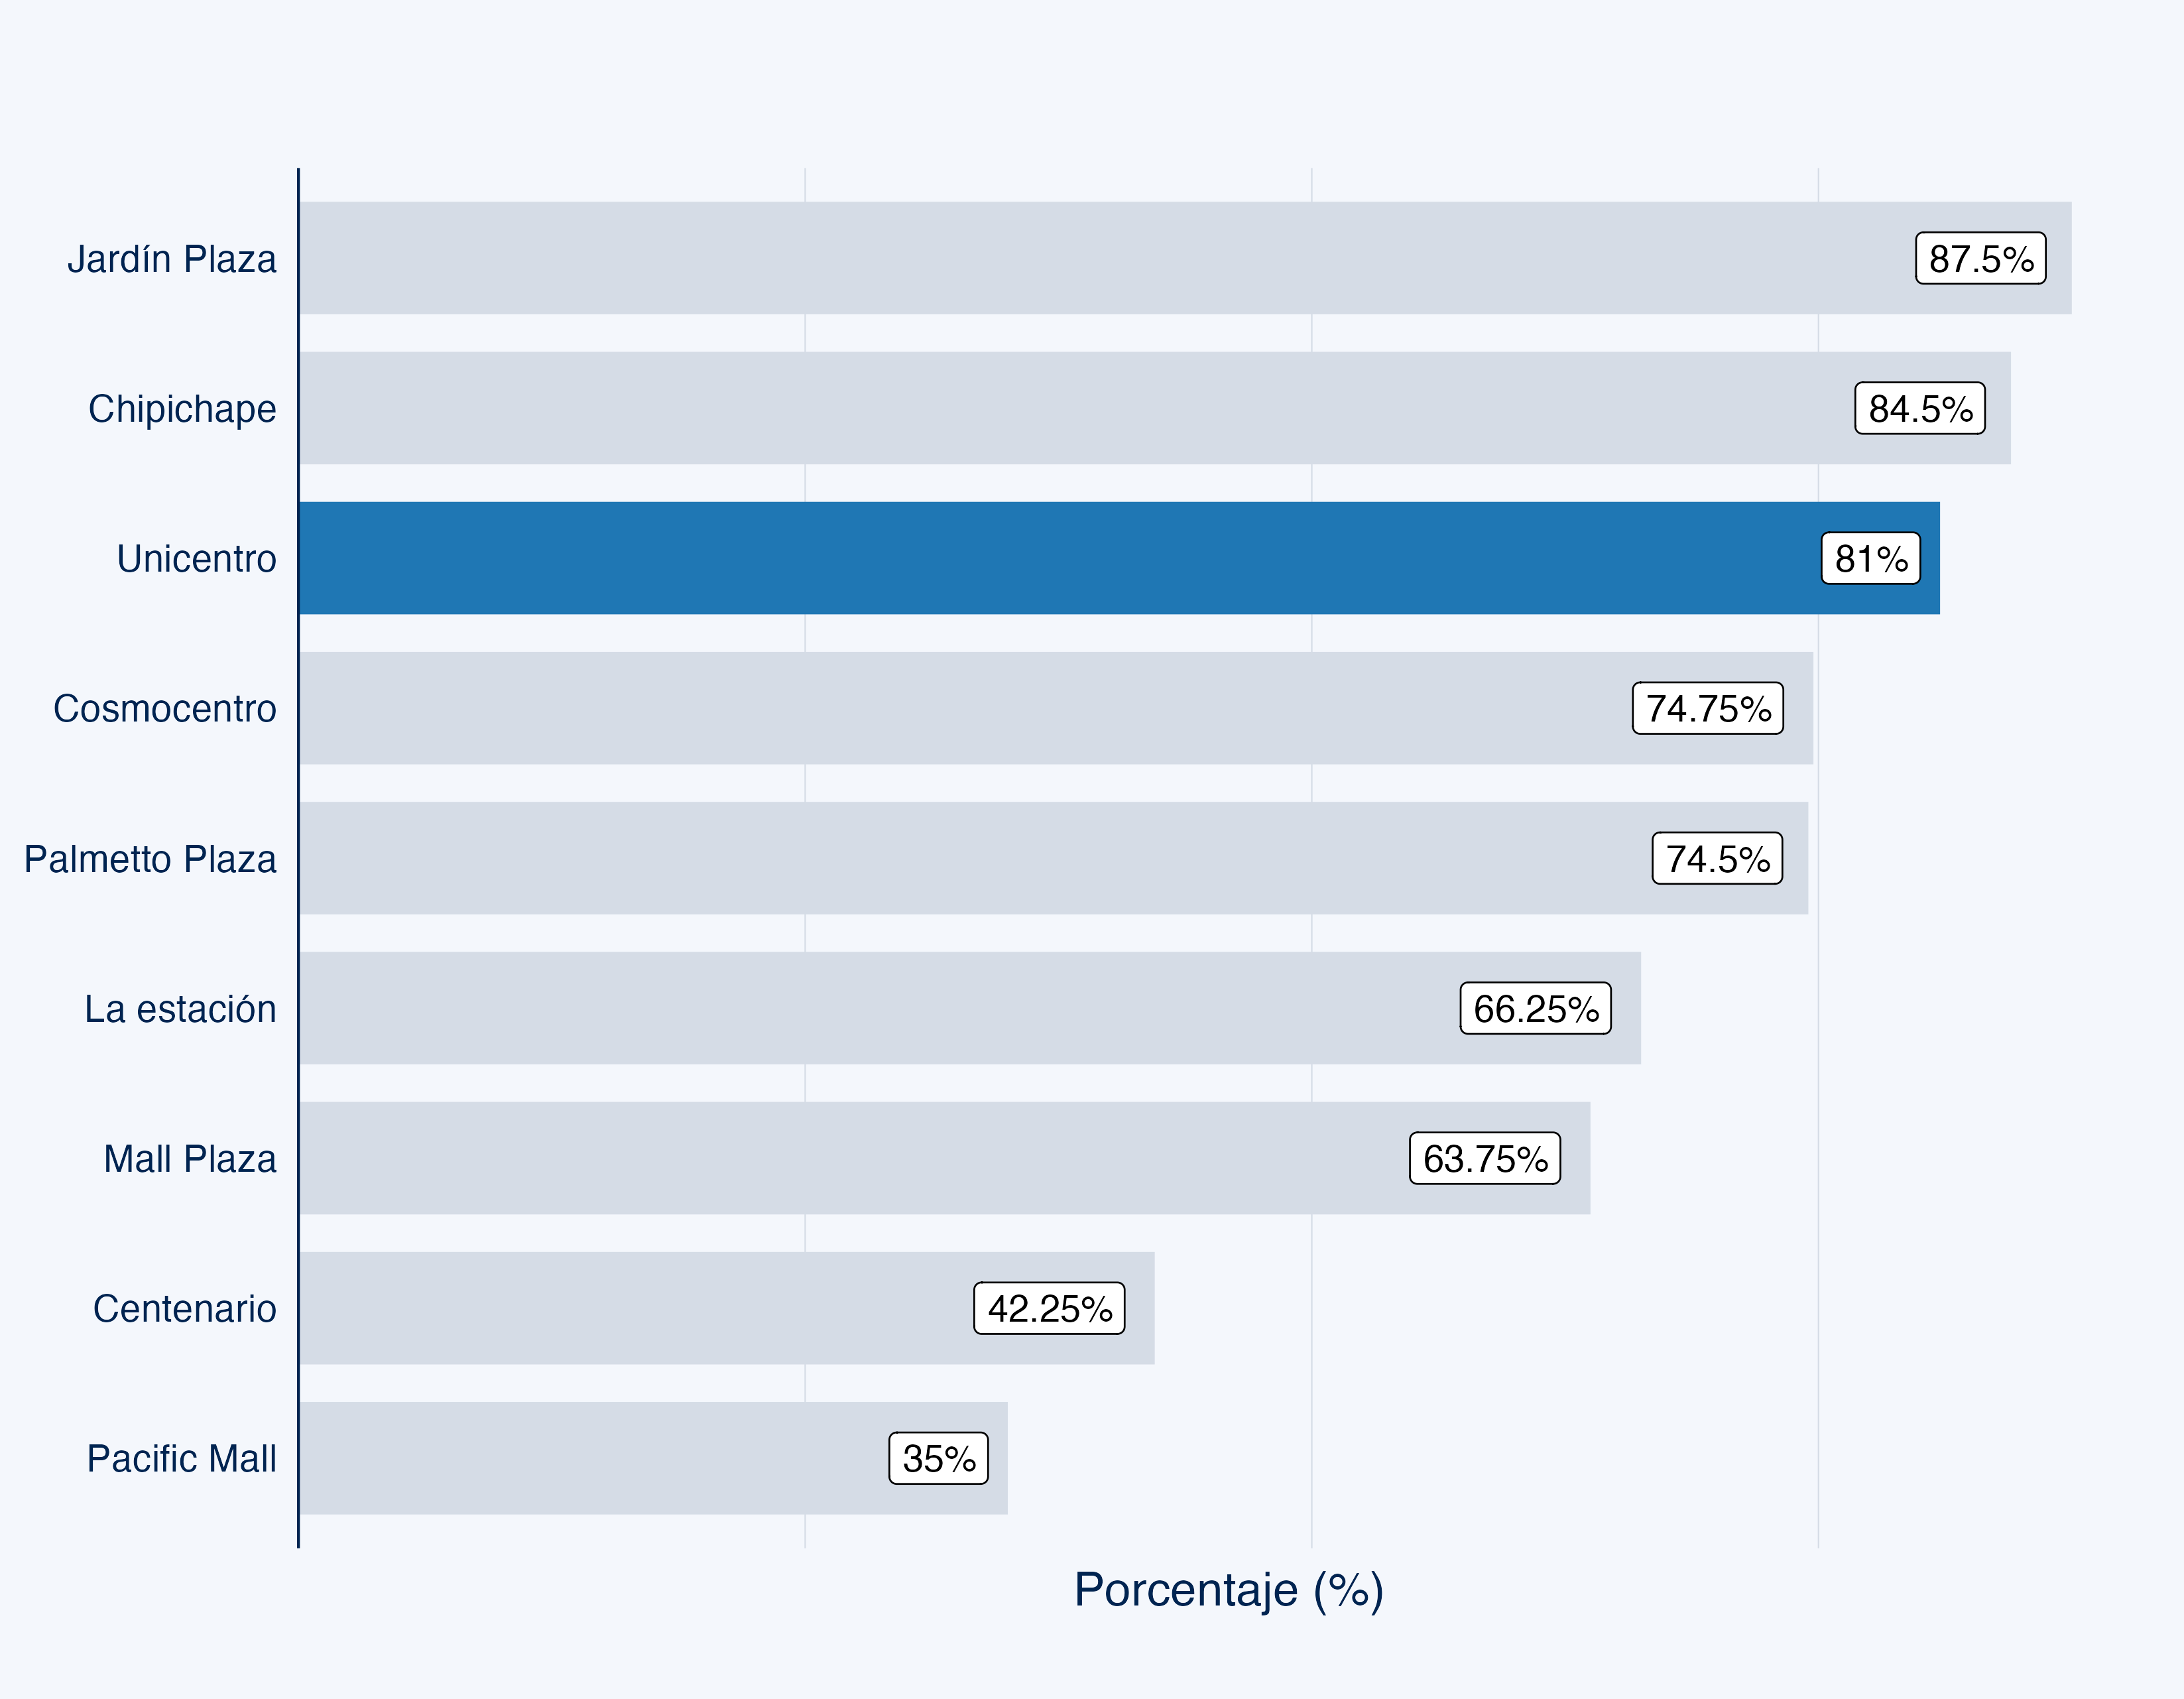 Jardín Plaza 87.5%
Chipichape 84.5%
Unicentro 81%
Cosmocentro 74.75%
Palmetto Plaza 74.5%
La estación 66.25%
Mall Plaza 63.75%
Centenario 42.25%
Pacific Mall 35%
Porcentaje (%)